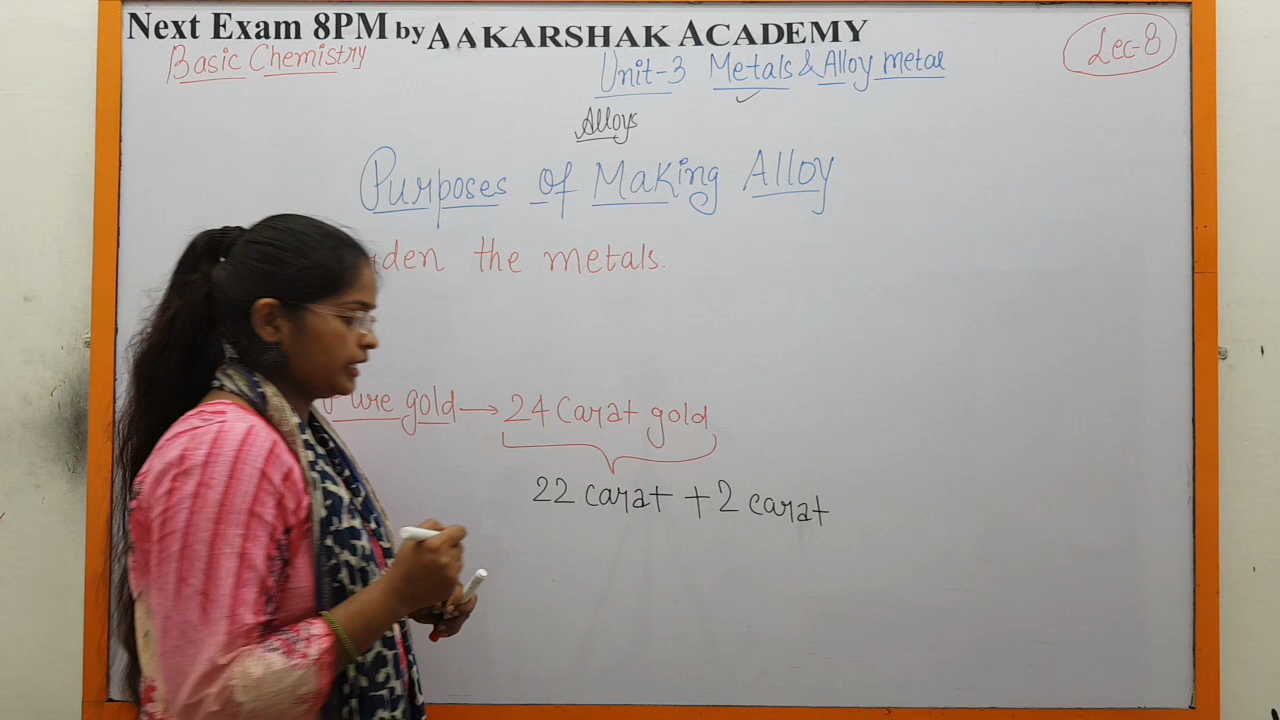 Next Exam 8PM by AAKARSHAK ACADEMY
Basic Chemistry
Unit-3 Metals & Alloy metal
Lec-8
Alloys
Purposes of Making Alloy
the metals.
Pure gold → 24 Carat gold
22 carat + 2 carat